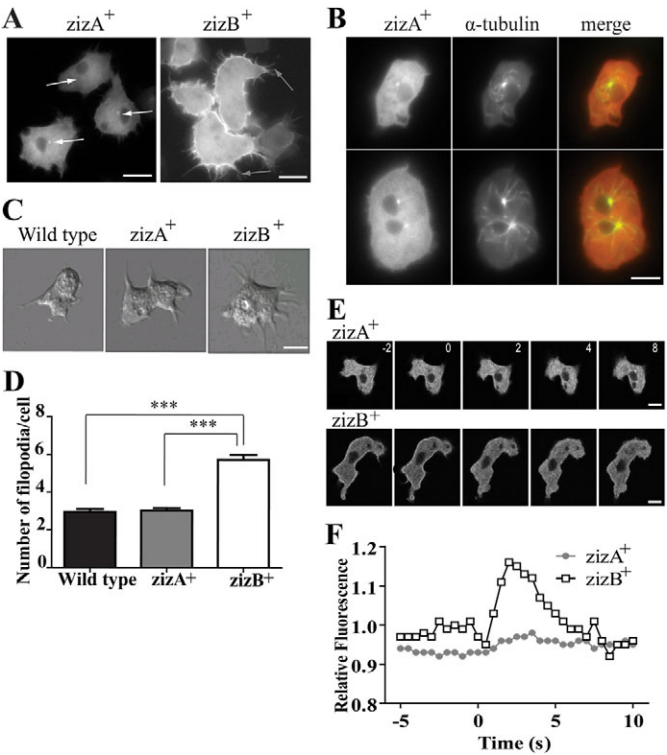 A
zizA+
zizB+
B
zizA+
α-tubulin
merge
C
Wild type
zizA+
zizB+
D
Number of filopodia/cell
8
6
4
2
0
***
***
Wild type
zizA+
zizB+
E
zizA+
-2
0
2
4
8
zizB+
F
Relative Fluorescence
1.2
1.1
1.0
0.9
0.8
zizA+
zizB+
-5
0
5
10
Time (s)